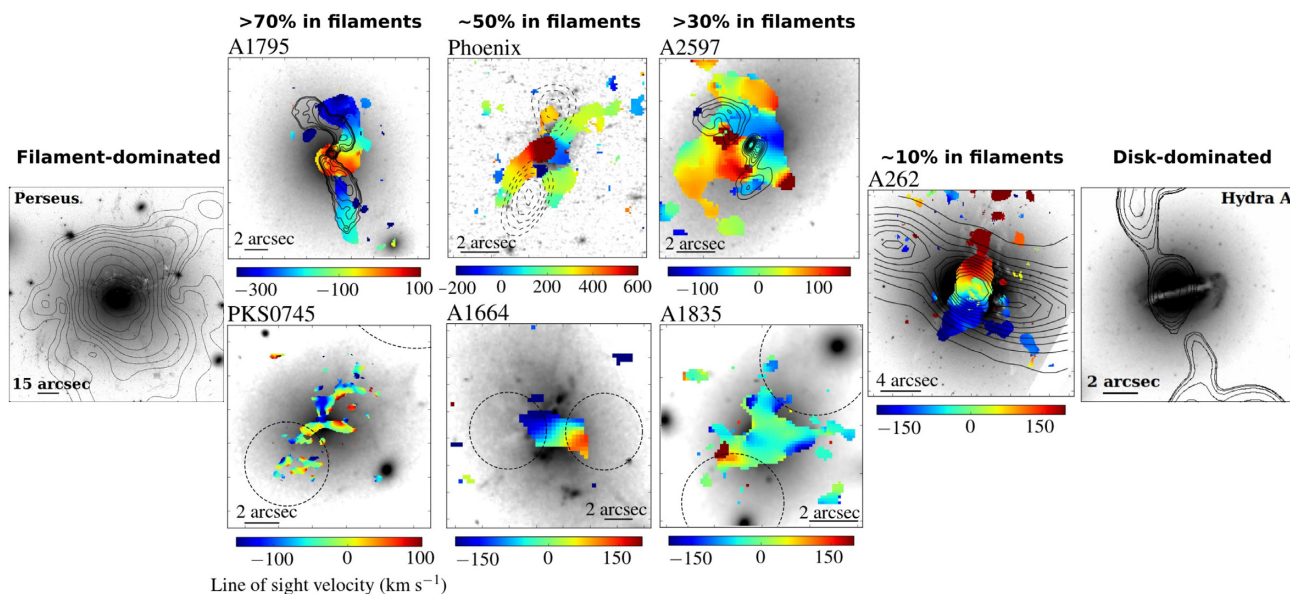 >70% in filaments
~50% in filaments
>30% in filaments
A1795
Phoenix
A2597
Filament-dominated
~10% in filaments
Disk-dominated
A262
Perseus
Hydra A
2 arcsec
2 arcsec
2 arcsec
−300
−100
100
−200
0
200
400
600
−100
0
100
PKS0745
A1664
A1835
15 arcsec
4 arcsec
2 arcsec
−150
0
150
2 arcsec
2 arcsec
2 arcsec
−100
0
100
−150
0
150
−150
0
150
Line of sight velocity (km s⁻¹)